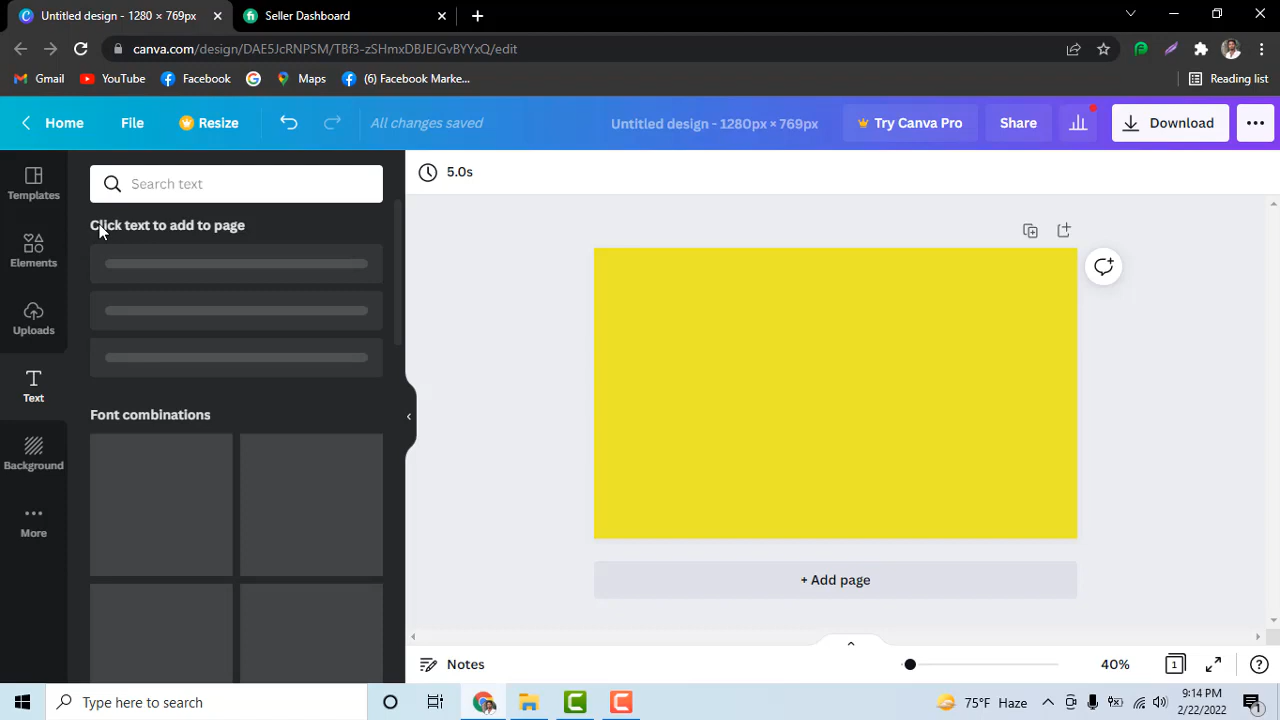 Untitled design - 1280 × 769px
Seller Dashboard
canva.com/design/DAE5JcRNPSM/TBf3-zSHmxDBJEJGvBYYxQ/edit
Gmail
YouTube
Facebook
Maps
(6) Facebook Marke...
Reading list
Home
File
Resize
All changes saved
Untitled design - 1280px × 769px
Try Canva Pro
Share
Download
Templates
Elements
Uploads
Text
Background
More
Search text
Click text to add to page
Font combinations
5.0s
+ Add page
Notes
40%
1
Type here to search
75°F Haze
9:14 PM
2/22/2022
1